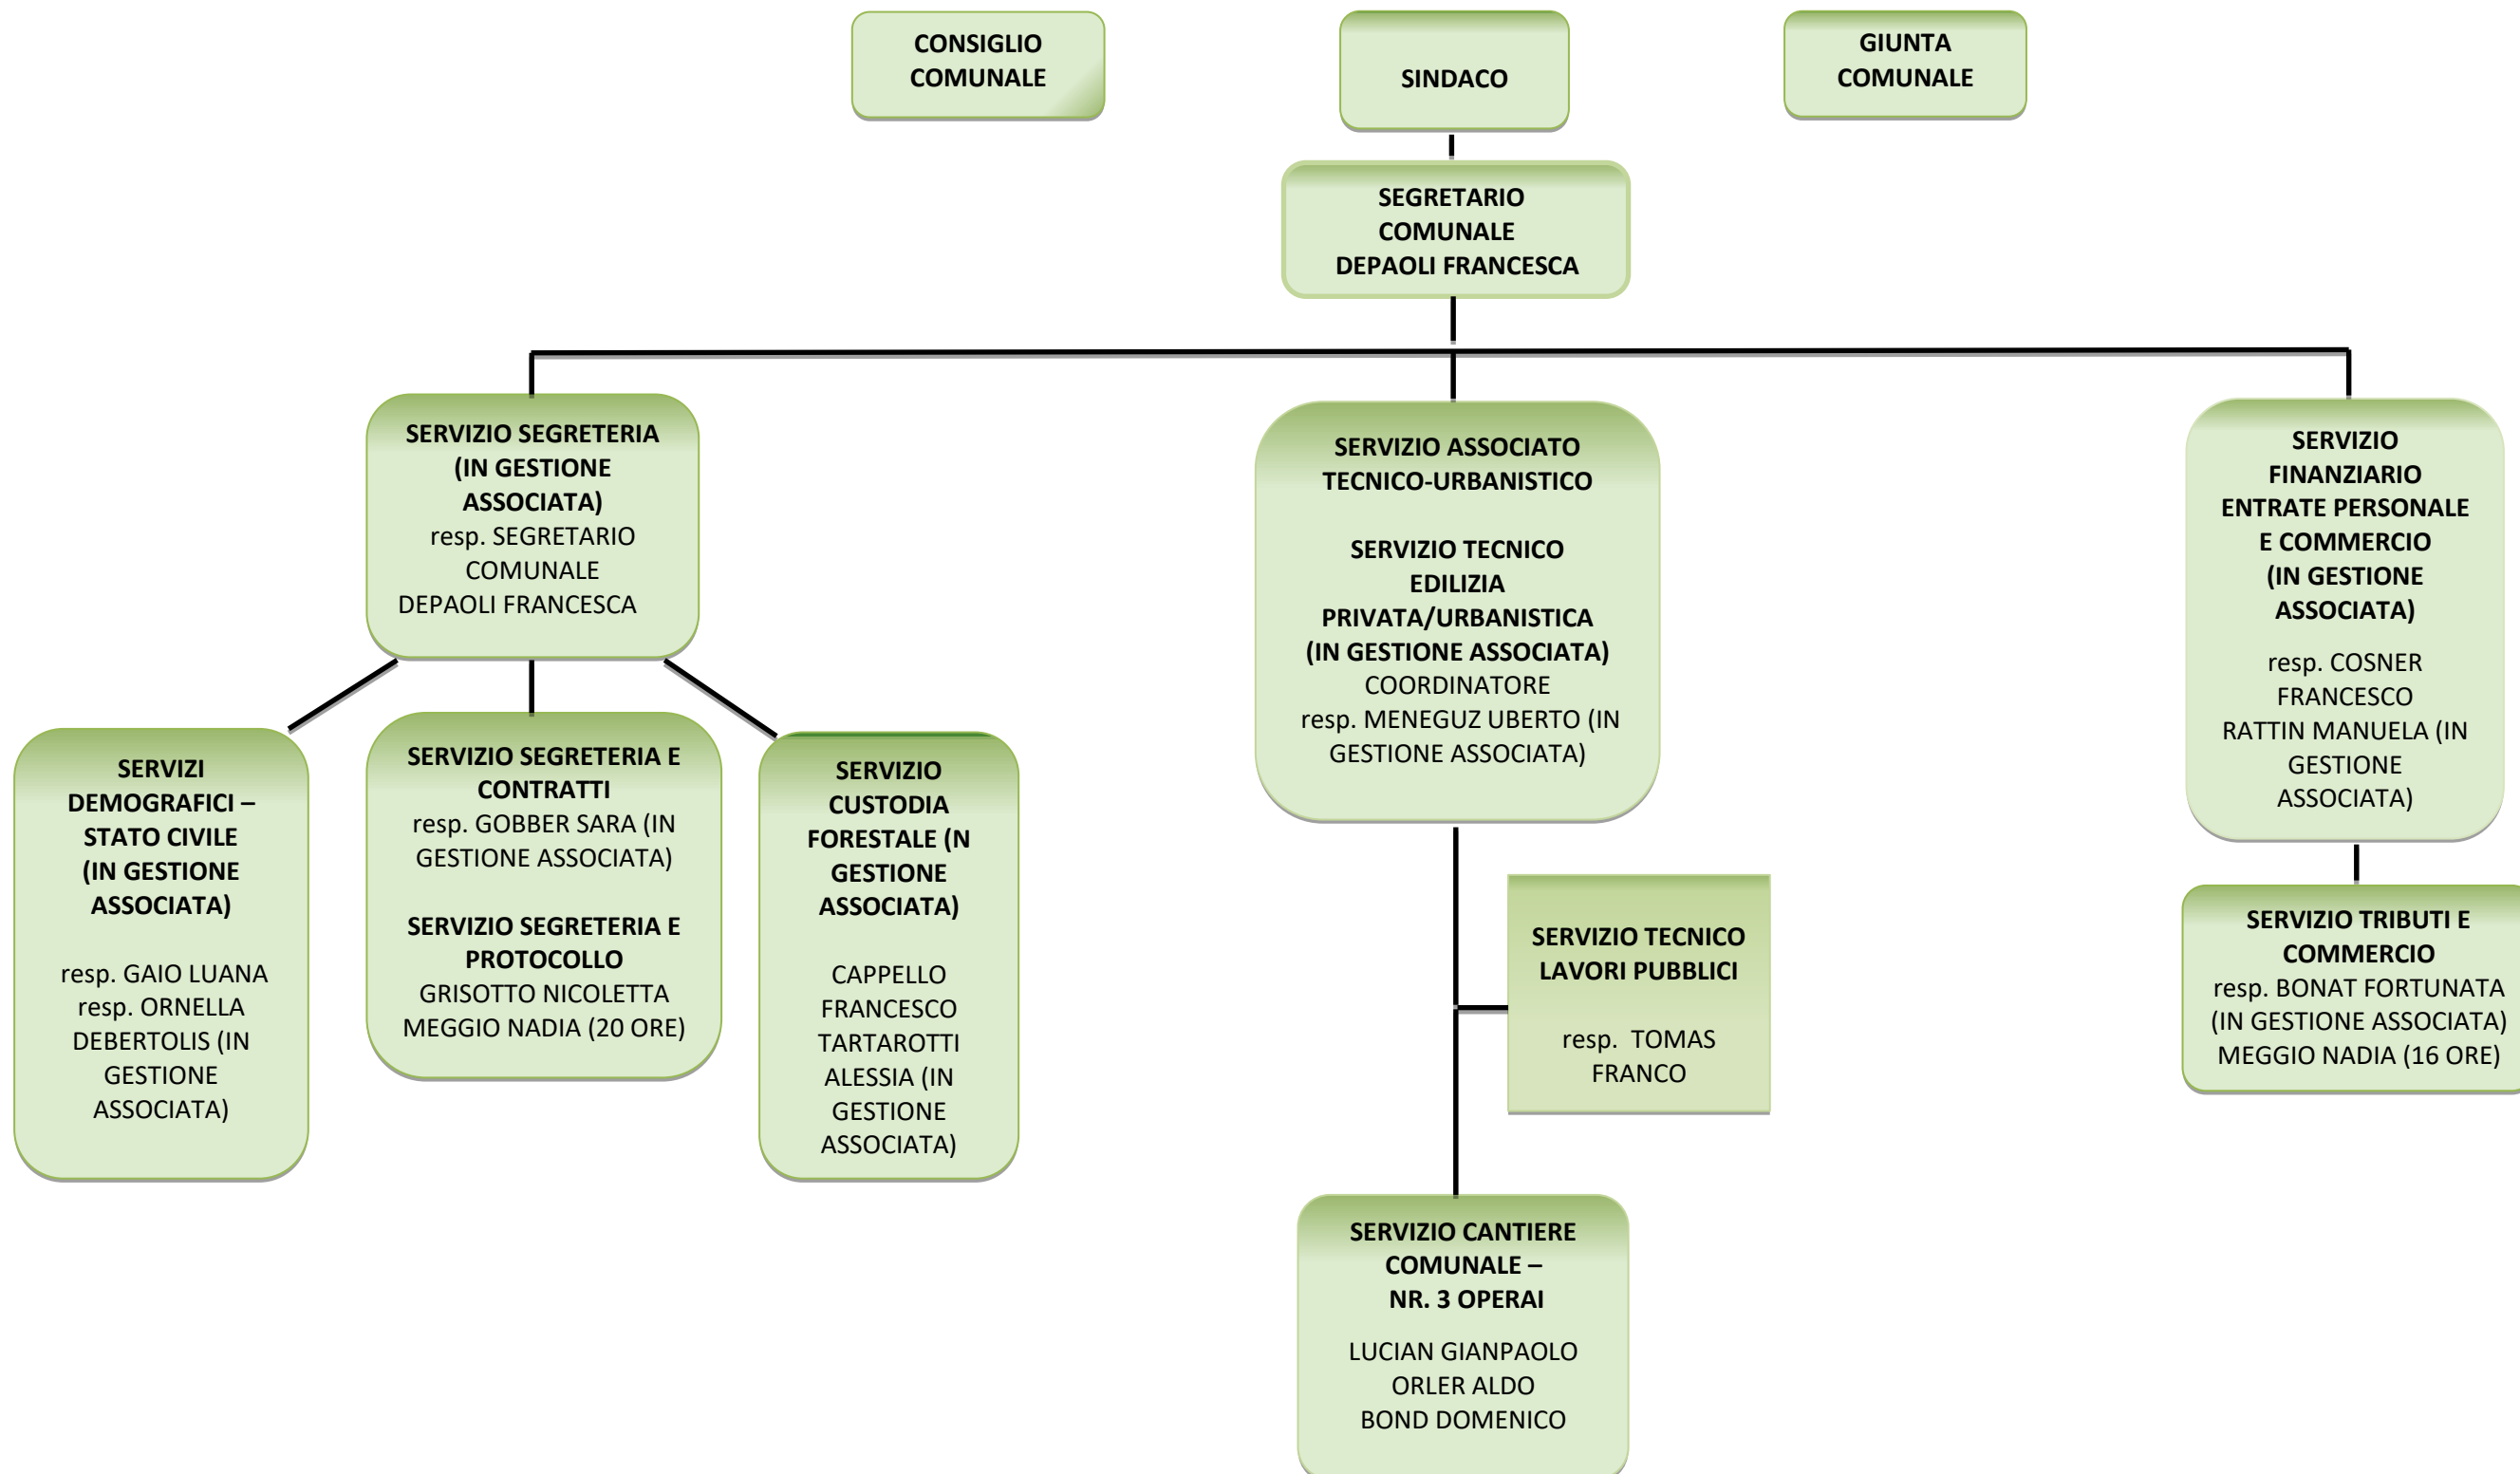 CONSIGLIO
COMUNALE
SINDACO
GIUNTA
COMUNALE
SEGRETARIO
COMUNALE
DEPAOLI FRANCESCA
SERVIZIO SEGRETERIA
(IN GESTIONE
ASSOCIATA)
resp. SEGRETARIO
COMUNALE
DEPAOLI FRANCESCA
SERVIZIO ASSOCIATO
TECNICO-URBANISTICO
SERVIZIO TECNICO
EDILIZIA
PRIVATA/URBANISTICA
(IN GESTIONE ASSOCIATA)
COORDINATORE
resp. MENEGUZ UBERTO (IN
GESTIONE ASSOCIATA)
SERVIZIO
FINANZIARIO
ENTRATE PERSONALE
E COMMERCIO
(IN GESTIONE
ASSOCIATA)
resp. COSNER
FRANCESCO
RATTIN MANUELA (IN
GESTIONE
ASSOCIATA)
SERVIZI
DEMOGRAFICI –
STATO CIVILE
(IN GESTIONE
ASSOCIATA)
resp. GAIO LUANA
resp. ORNELLA
DEBERTOLIS (IN
GESTIONE
ASSOCIATA)
SERVIZIO SEGRETERIA E
CONTRATTI
resp. GOBBER SARA (IN
GESTIONE ASSOCIATA)
SERVIZIO SEGRETERIA E
PROTOCOLLO
GRISOTTO NICOLETTA
MEGGIO NADIA (20 ORE)
SERVIZIO
CUSTODIA
FORESTALE (N
GESTIONE
ASSOCIATA)
CAPPELLO
FRANCESCO
TARTAROTTI
ALESSIA (IN
GESTIONE
ASSOCIATA)
SERVIZIO TECNICO
LAVORI PUBBLICI
resp.  TOMAS
FRANCO
SERVIZIO TRIBUTI E
COMMERCIO
resp. BONAT FORTUNATA
(IN GESTIONE ASSOCIATA)
MEGGIO NADIA (16 ORE)
SERVIZIO CANTIERE
COMUNALE –
NR. 3 OPERAI
LUCIAN GIANPAOLO
ORLER ALDO
BOND DOMENICO